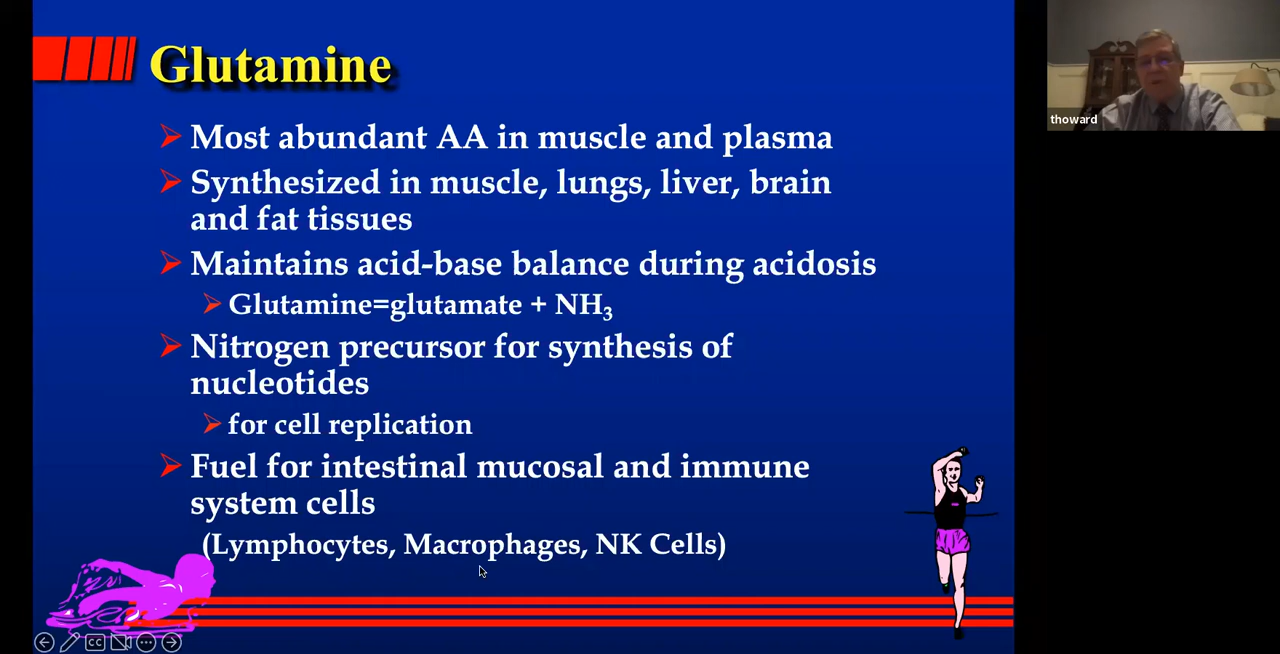 Glutamine
Most abundant AA in muscle and plasma
Synthesized in muscle, lungs, liver, brain
and fat tissues
Maintains acid-base balance during acidosis
Glutamine=glutamate + NH₃
Nitrogen precursor for synthesis of
nucleotides
for cell replication
Fuel for intestinal mucosal and immune
system cells
(Lymphocytes, Macrophages, NK Cells)
CC
thoward